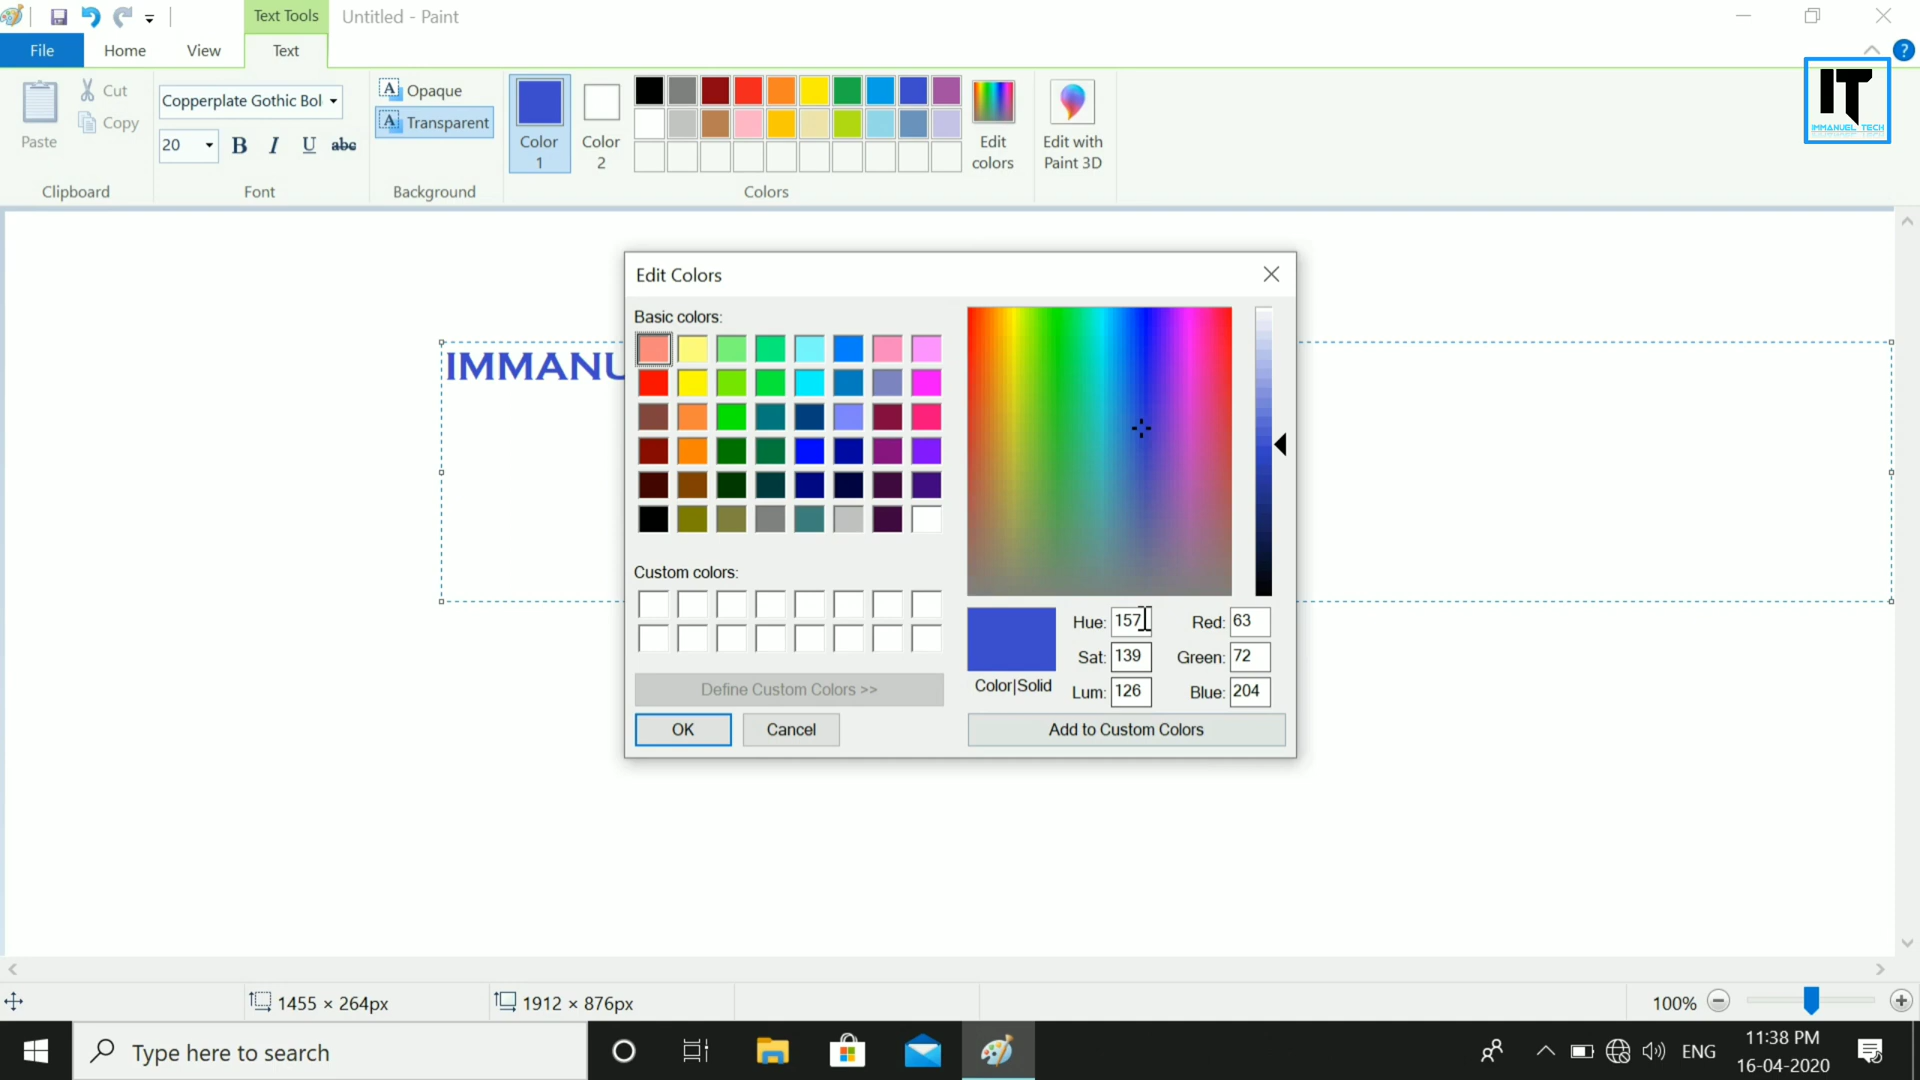 Text Tools
Untitled - Paint
File
Home
View
Text
Paste
Cut
Copy
Clipboard
Copperplate Gothic Bol
20
B I U abc
Font
Opaque
Transparent
Background
Color
1
Color
2
Edit
colors
Colors
Edit with
Paint 3D
IT
IMMANUEL TECH
IMMANU
Edit Colors
Basic colors:
Custom colors:
Define Custom Colors >>
OK
Cancel
Color|Solid
Hue: 157
Sat: 139
Lum: 126
Red: 63
Green: 72
Blue: 204
Add to Custom Colors
1455 × 264px
1912 × 876px
100%
Type here to search
ENG
11:38 PM
16-04-2020